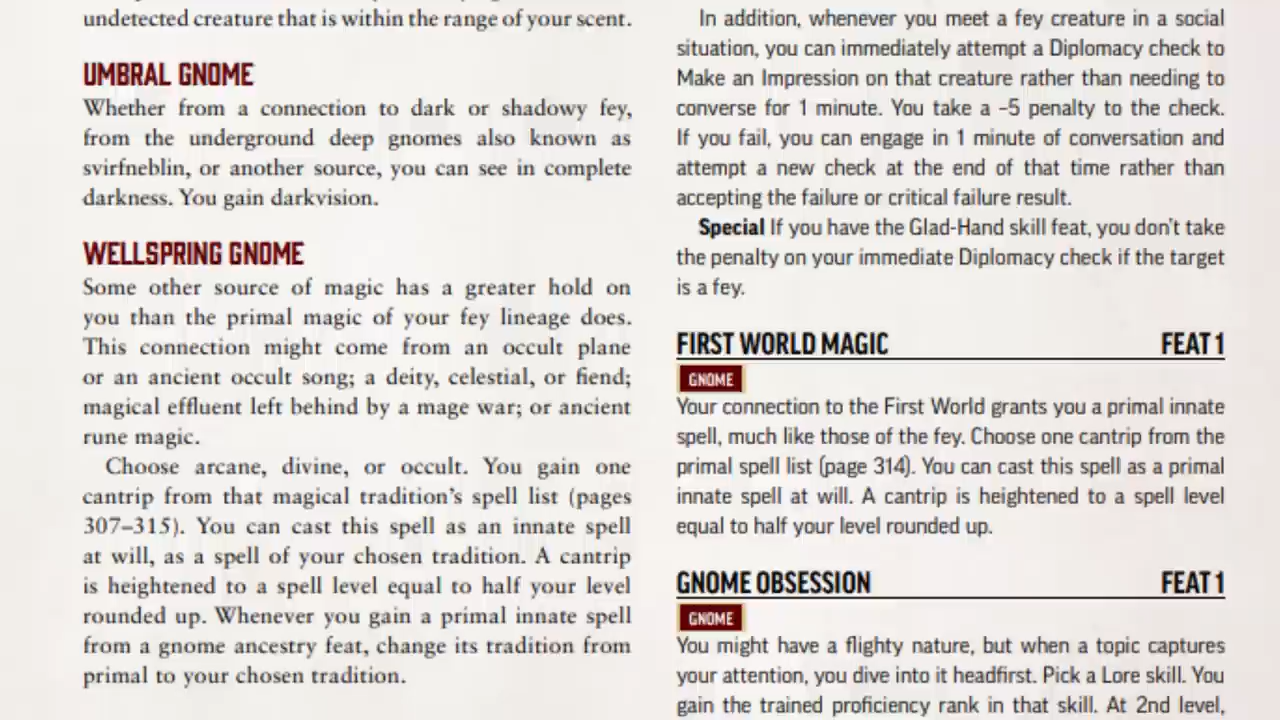 undetected creature that is within the range of your scent.
UMBRAL GNOME
Whether from a connection to dark or shadowy fey,
from the underground deep gnomes also known as
svirfneblin, or another source, you can see in complete
darkness. You gain darkvision.
WELLSPRING GNOME
Some other source of magic has a greater hold on
you than the primal magic of your fey lineage does.
This connection might come from an occult plane
or an ancient occult song; a deity, celestial, or fiend;
magical effluent left behind by a mage war; or ancient
rune magic.
Choose arcane, divine, or occult. You gain one
cantrip from that magical tradition's spell list (pages
307–315). You can cast this spell as an innate spell
at will, as a spell of your chosen tradition. A cantrip
is heightened to a spell level equal to half your level
rounded up. Whenever you gain a primal innate spell
from a gnome ancestry feat, change its tradition from
primal to your chosen tradition.
In addition, whenever you meet a fey creature in a social
situation, you can immediately attempt a Diplomacy check to
Make an Impression on that creature rather than needing to
converse for 1 minute. You take a –5 penalty to the check.
If you fail, you can engage in 1 minute of conversation and
attempt a new check at the end of that time rather than
accepting the failure or critical failure result.
Special If you have the Glad-Hand skill feat, you don't take
the penalty on your immediate Diplomacy check if the target
is a fey.
FIRST WORLD MAGIC FEAT 1
GNOME
Your connection to the First World grants you a primal innate
spell, much like those of the fey. Choose one cantrip from the
primal spell list (page 314). You can cast this spell as a primal
innate spell at will. A cantrip is heightened to a spell level
equal to half your level rounded up.
GNOME OBSESSION FEAT 1
GNOME
You might have a flighty nature, but when a topic captures
your attention, you dive into it headfirst. Pick a Lore skill. You
gain the trained proficiency rank in that skill. At 2nd level,